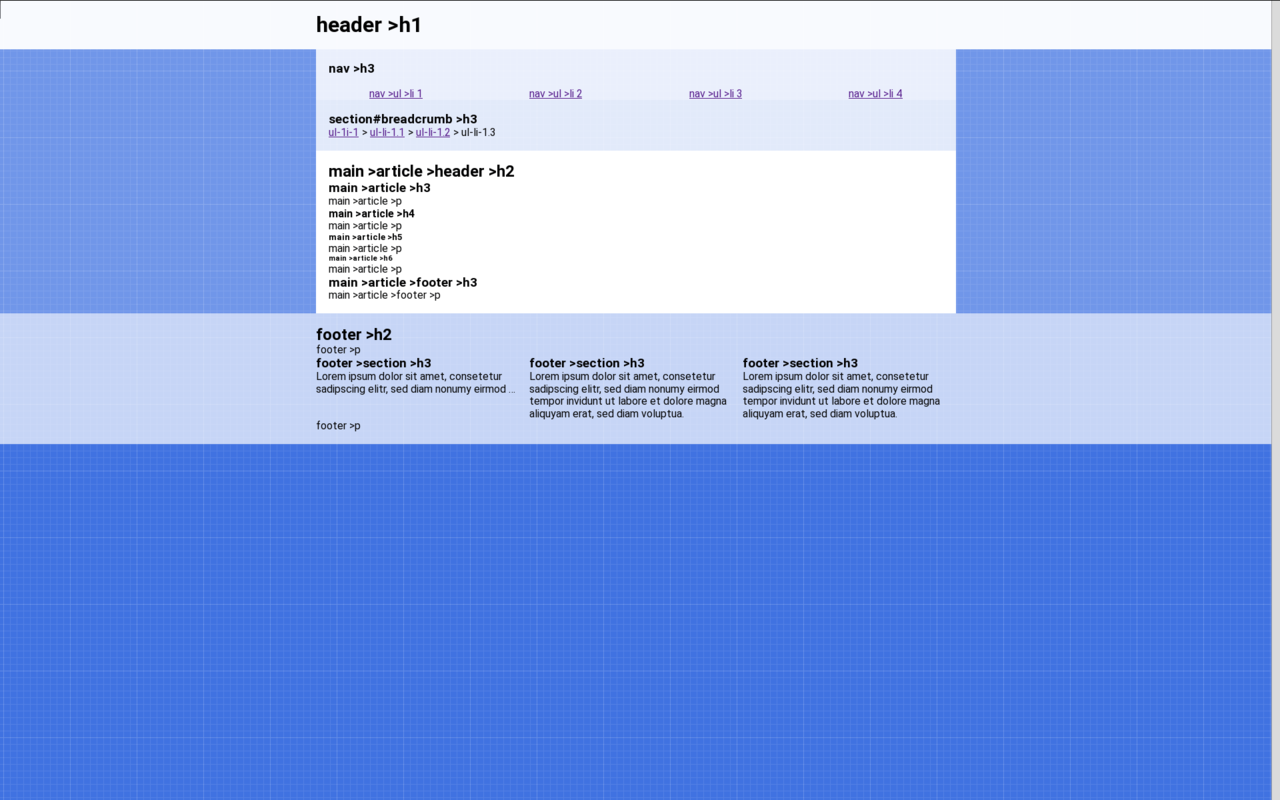 header >h1
nav >h3
nav >ul >li 1 nav >ul >li 2 nav >ul >li 3 nav >ul >li 4
section#breadcrumb >h3
ul-1i-1 > ul-li-1.1 > ul-li-1.2 > ul-li-1.3
main >article >header >h2
main >article >h3
main >article >p
main >article >h4
main >article >p
main >article >h5
main >article >p
main >article >h6
main >article >p
main >article >footer >h3
main >article >footer >p
footer >h2
footer >p
footer >section >h3
Lorem ipsum dolor sit amet, consetetur
sadipscing elitr, sed diam nonumy eirmod ...
footer >section >h3
Lorem ipsum dolor sit amet, consetetur
sadipscing elitr, sed diam nonumy eirmod
tempor invidunt ut labore et dolore magna
aliquyam erat, sed diam voluptua.
footer >section >h3
Lorem ipsum dolor sit amet, consetetur
sadipscing elitr, sed diam nonumy eirmod
tempor invidunt ut labore et dolore magna
aliquyam erat, sed diam voluptua.
footer >p